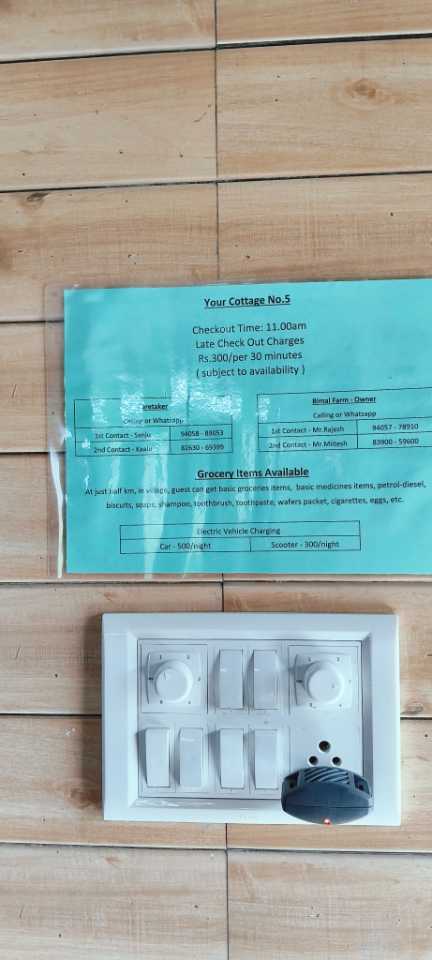 Your Cottage No.5
Checkout Time: 11.00am
Late Check Out Charges
Rs.300/per 30 minutes
( subject to availability )
Caretaker
Calling or Whatsapp
1st Contact - Sanju 94058 - 83053
2nd Contact - Kaalu
Bimal Farm - Owner
Calling or Whatsapp
1st Contact - Mr.Rajesh 94057 - 78910
2nd Contact - Mr.Mitesh 83900 - 59600
Grocery Items Available
At just half km, in village, guest can get basic groceries items, basic medicines items, petrol-diesel,
biscuits, soaps, shampoo, toothbrush, toothpaste, wafers packet, cigarettes, eggs, etc.
Electric Vehicle Charging
Car - 500/night Scooter - 300/night